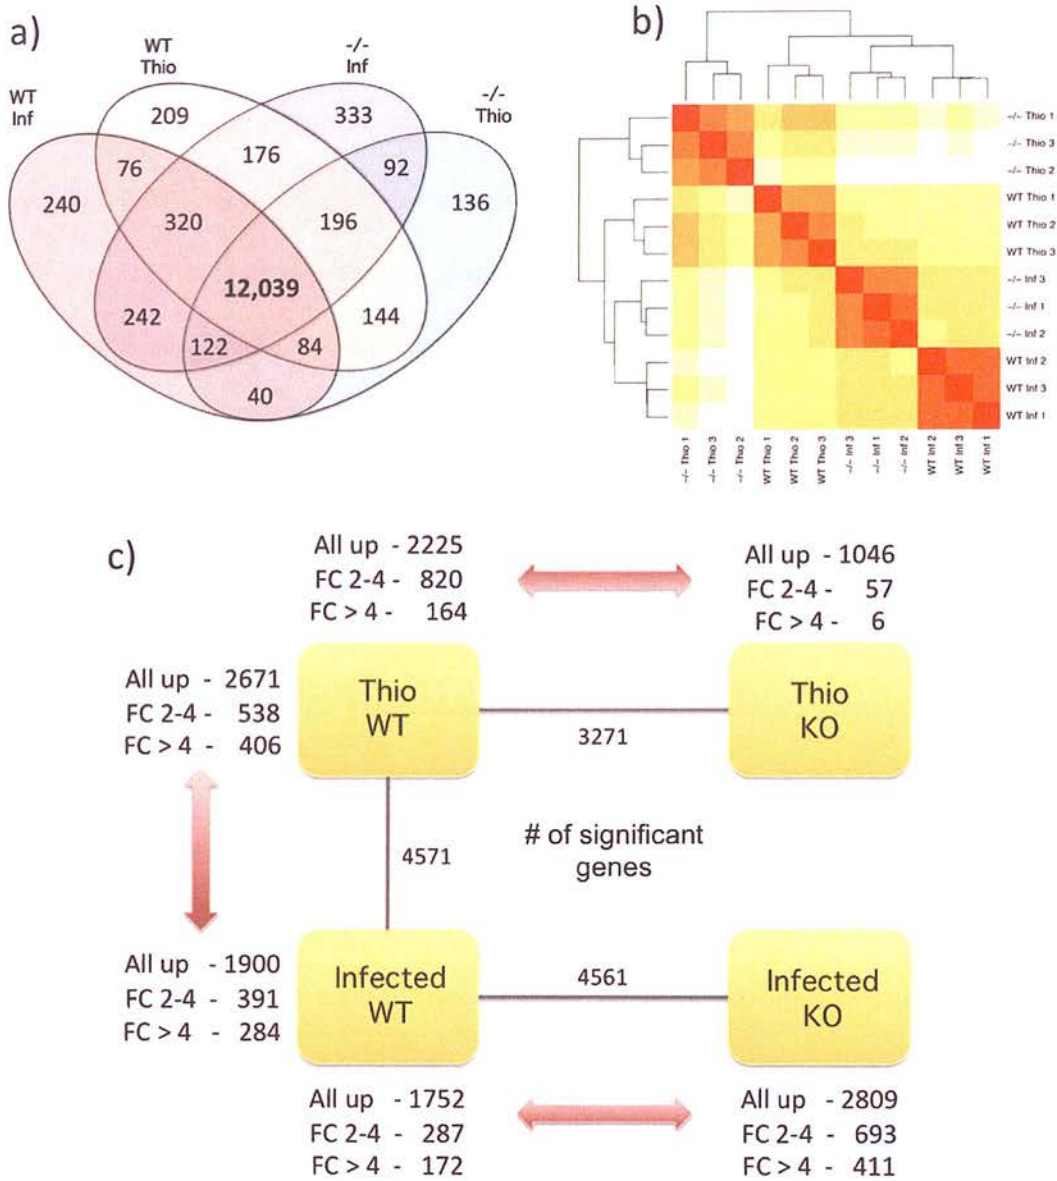 a)
WT
Inf
WT
Thio
-/-
Inf
-/-
Thio
209
333
76
176
92
240
320
196
136
12,039
242
144
122
84
40
b)
-/- Thio 1
-/- Thio 3
-/- Thio 2
WT Thio 1
WT Thio 2
WT Thio 3
-/- Inf 3
-/- Inf 1
-/- Inf 2
WT Inf 2
WT Inf 3
WT Inf 1
-/- Thio 1
-/- Thio 3
-/- Thio 2
WT Thio 1
WT Thio 2
WT Thio 3
-/- Inf 3
-/- Inf 1
-/- Inf 2
WT Inf 2
WT Inf 3
WT Inf 1
c)
All up - 2225
FC 2-4 - 820
FC > 4 - 164
All up - 1046
FC 2-4 - 57
FC > 4 - 6
All up - 2671
FC 2-4 - 538
FC > 4 - 406
Thio
WT
3271
Thio
KO
4571
# of significant
genes
All up - 1900
FC 2-4 - 391
FC > 4 - 284
Infected
WT
4561
Infected
KO
All up - 1752
FC 2-4 - 287
FC > 4 - 172
All up - 2809
FC 2-4 - 693
FC > 4 - 411